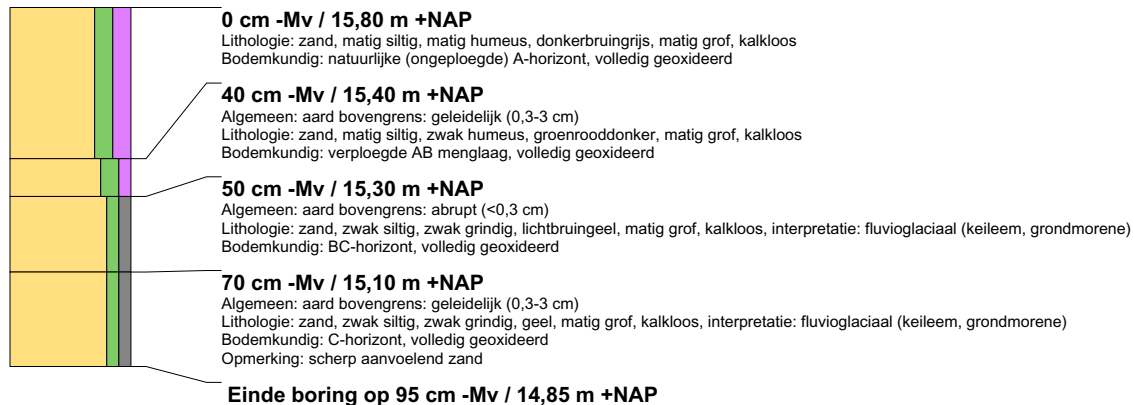 0 cm -Mv / 15,80 m +NAP
Lithologie: zand, matig siltig, matig humeus, donkerbruingrijs, matig grof, kalkloos
Bodemkundig: natuurlijke (ongeploegde) A-horizont, volledig geoxideerd
40 cm -Mv / 15,40 m +NAP
Algemeen: aard bovengrens: geleidelijk (0,3-3 cm)
Lithologie: zand, matig siltig, zwak humeus, groenrooddonker, matig grof, kalkloos
Bodemkundig: verploegde AB menglaag, volledig geoxideerd
50 cm -Mv / 15,30 m +NAP
Algemeen: aard bovengrens: abrupt (<0,3 cm)
Lithologie: zand, zwak siltig, zwak grindig, lichtbruingeel, matig grof, kalkloos, interpretatie: fluvioglaciaal (keileem, grondmorene)
Bodemkundig: BC-horizont, volledig geoxideerd
70 cm -Mv / 15,10 m +NAP
Algemeen: aard bovengrens: geleidelijk (0,3-3 cm)
Lithologie: zand, zwak siltig, zwak grindig, geel, matig grof, kalkloos, interpretatie: fluvioglaciaal (keileem, grondmorene)
Bodemkundig: C-horizont, volledig geoxideerd
Opmerking: scherp aanvoelend zand
Einde boring op 95 cm -Mv / 14,85 m +NAP